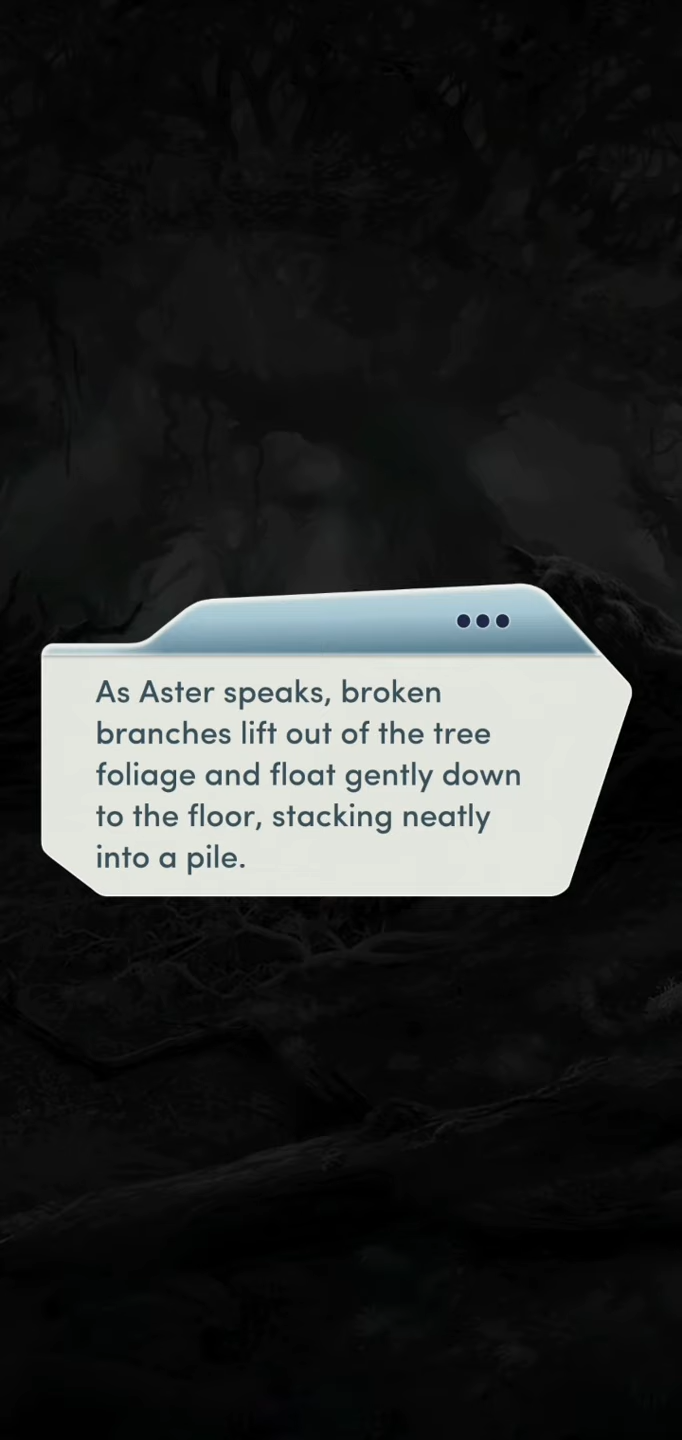 As Aster speaks, broken
branches lift out of the tree
foliage and float gently down
to the floor, stacking neatly
into a pile.